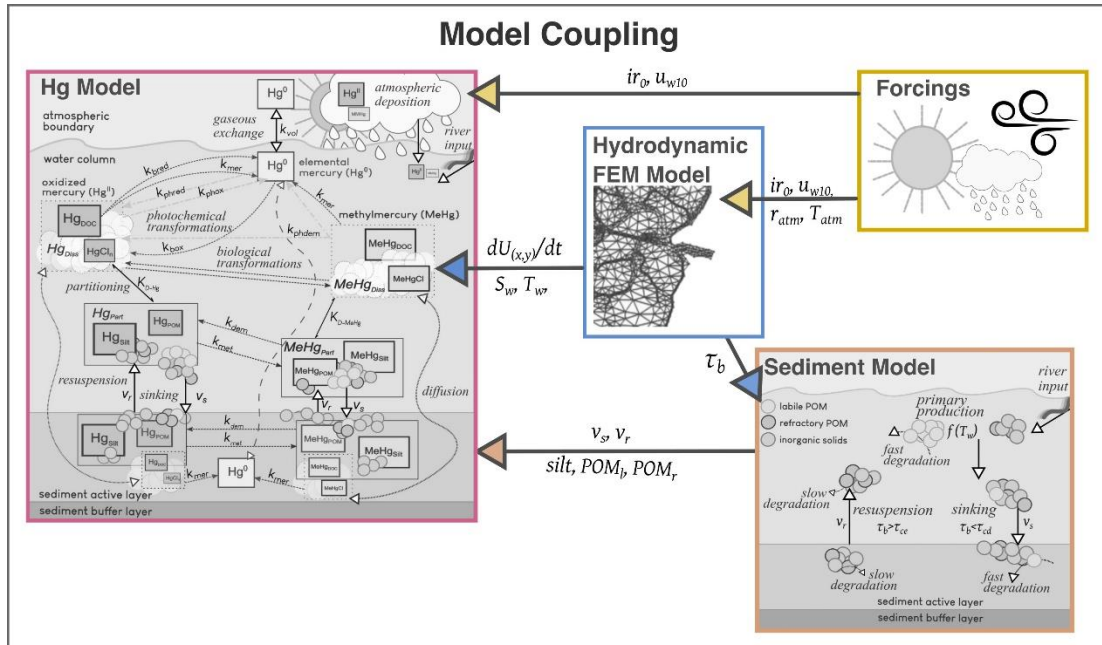 Model Coupling
Hg Model
atmospheric
boundary
Hg⁰
gaseous
exchange
k_vol
Hg^II
MMHg
atmospheric
deposition
river
input
Hg^II
water column
oxidized
mercury (Hg^II)
k_bred
k_mer
k_phred
k_phox
Hg⁰
elemental
mercury (Hg⁰)
k_mer
methylmercury (MeHg)
Hg_DOC
photochemical
transformations
k_phdem
MeHg_DOC
Hg_Diss
HgCl_n
k_box
biological
transformations
MeHg_Diss
MeHgCl
partitioning
K_D-Hg
Hg_Part
Hg_Silt
Hg_POM
k_dem
k_met
K_D-MeHg
MeHg_Part
MeHg_POM
MeHg_Silt
resuspension
sinking
v_r
v_s
v_r
v_s
diffusion
Hg_Silt
Hg_POM
k_dem
k_met
MeHg_POM
MeHg_Silt
Hg_DOC
HgCl_n
k_mer
Hg⁰
k_mer
MeHg_DOC
MeHgCl
sediment active layer
sediment buffer layer
ir₀, u_w10
Forcings
Hydrodynamic
FEM Model
ir₀, u_w10,
r_atm, T_atm
dU_(x,y)/dt
S_w, T_w,
τ_b
v_s, v_r
silt, POM_l, POM_r
Sediment Model
river
input
labile POM
refractory POM
inorganic solids
primary
production
f(T_w)
fast
degradation
slow
degradation
resuspension
v_r
τ_b>τ_ce
sinking
τ_b<τ_cd
v_s
slow
degradation
fast
degradation
sediment active layer
sediment buffer layer